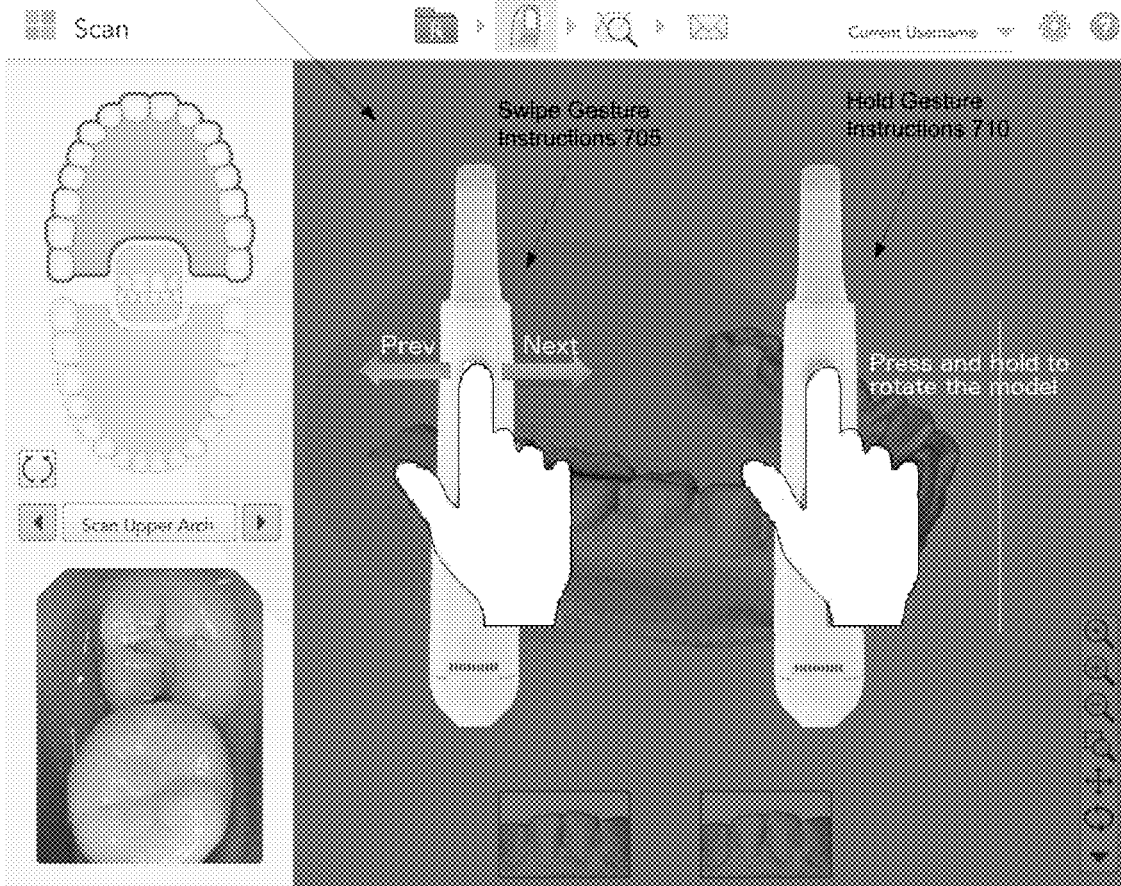 Scan
Current Username
Swipe Gesture
Instructions 705
Hold Gesture
Instructions 710
Prev
Next
Press and hold to
rotate the model
Scan Upper Arch